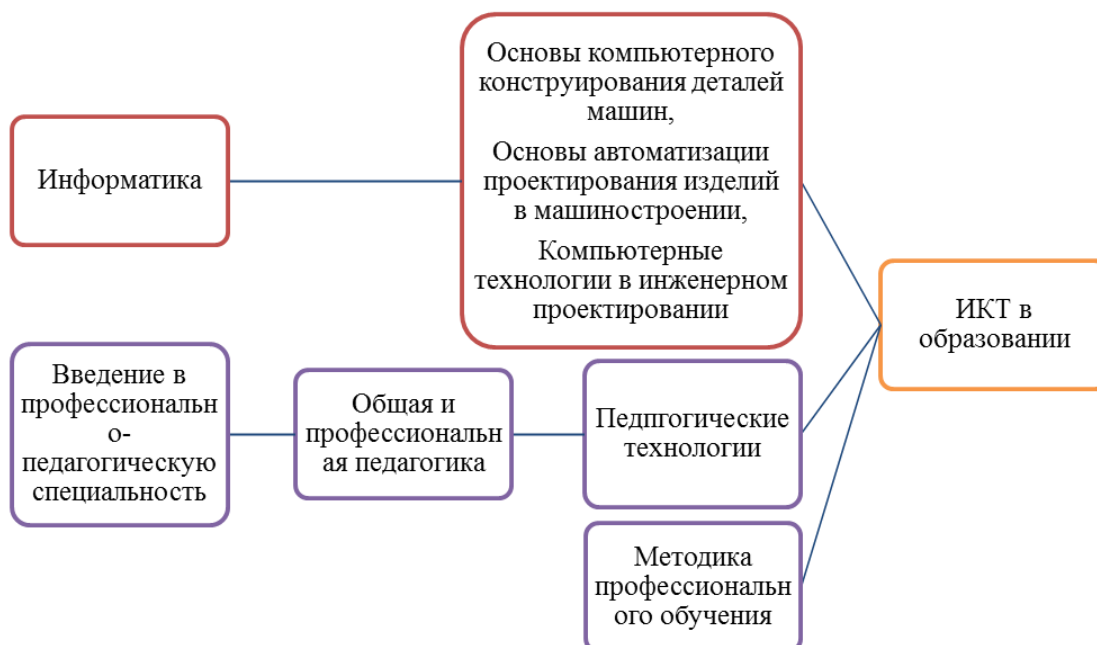 Информатика
Основы компьютерного
конструирования деталей
машин,
Основы автоматизации
проектирования изделий
в машиностроении,
Компьютерные
технологии в инженерном
проектировании
ИКТ в
образовании
Введение в
профессиональн
о-
педагогическую
специальность
Общая и
профессиональн
ая педагогика
Педпгогические
технологии
Методика
профессиональн
ого обучения